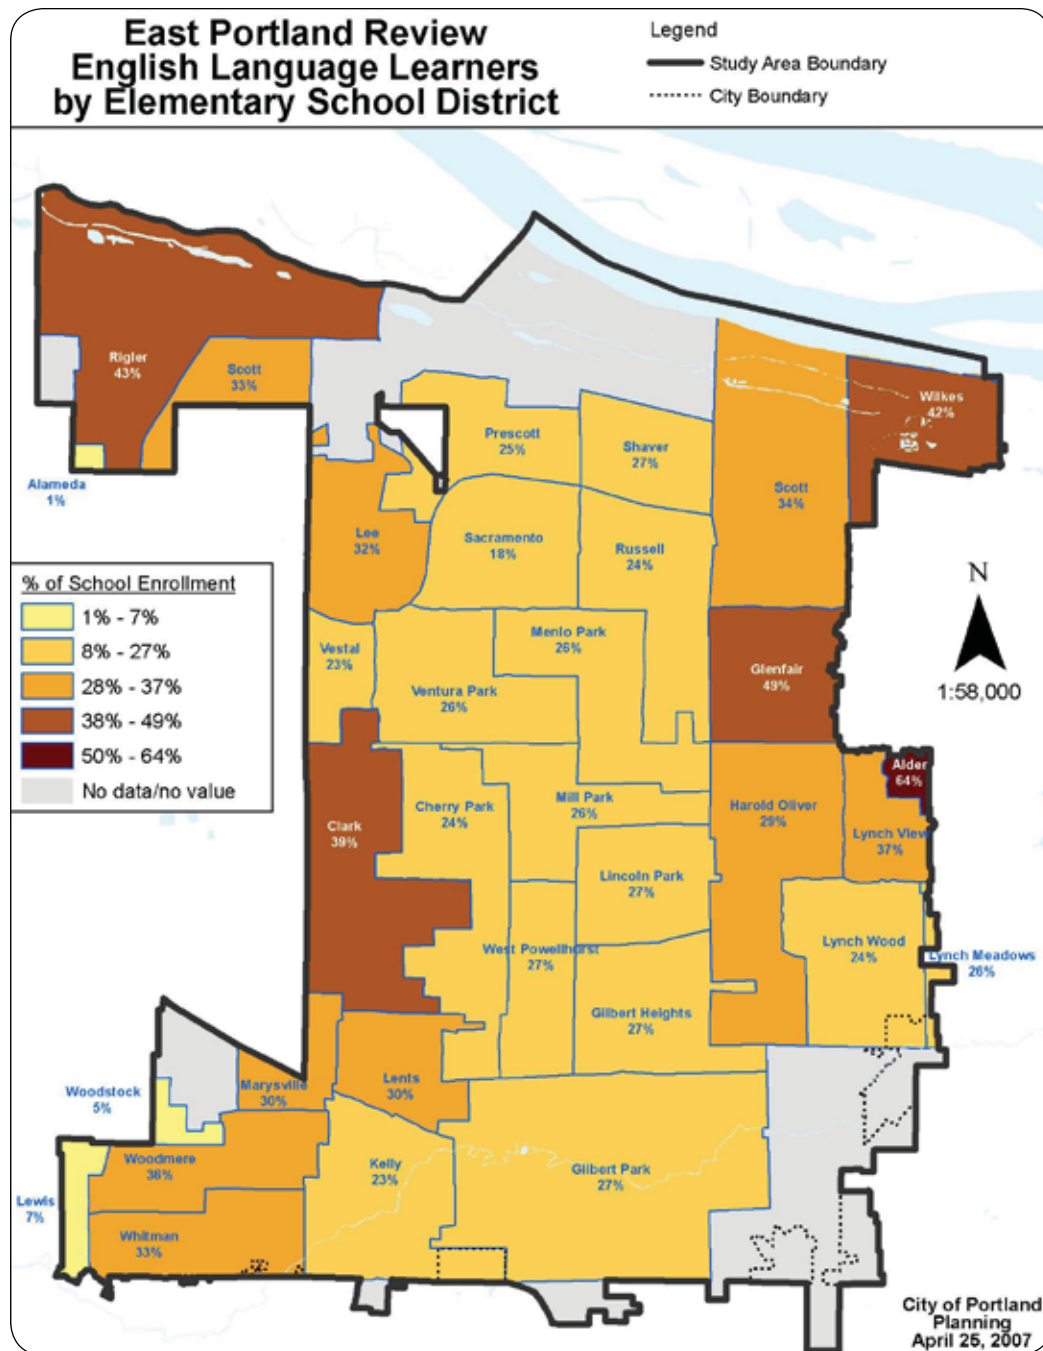 East Portland Review
English Language Learners
by Elementary School District
Legend
Study Area Boundary
City Boundary
Rigler
43%
Scott
33%
Alameda
1%
Prescott
25%
Shaver
27%
Wilkes
42%
Scott
34%
Lee
32%
Sacramento
18%
Russell
24%
% of School Enrollment
1% - 7%
8% - 27%
28% - 37%
38% - 49%
50% - 64%
No data/no value
N
1:58,000
Vestal
23%
Menlo Park
26%
Ventura Park
26%
Glenfair
49%
Alder
64%
Clark
39%
Cherry Park
24%
Mill Park
26%
Harold Oliver
29%
Lynch View
37%
Lincoln Park
27%
West Powellhurst
27%
Lynch Wood
24%
Lynch Meadows
26%
Gilbert Heights
27%
Woodstock
5%
Marysville
30%
Lents
30%
Woodmere
36%
Kelly
23%
Gilbert Park
27%
Lewis
7%
Whitman
33%
City of Portland
Planning
April 25, 2007